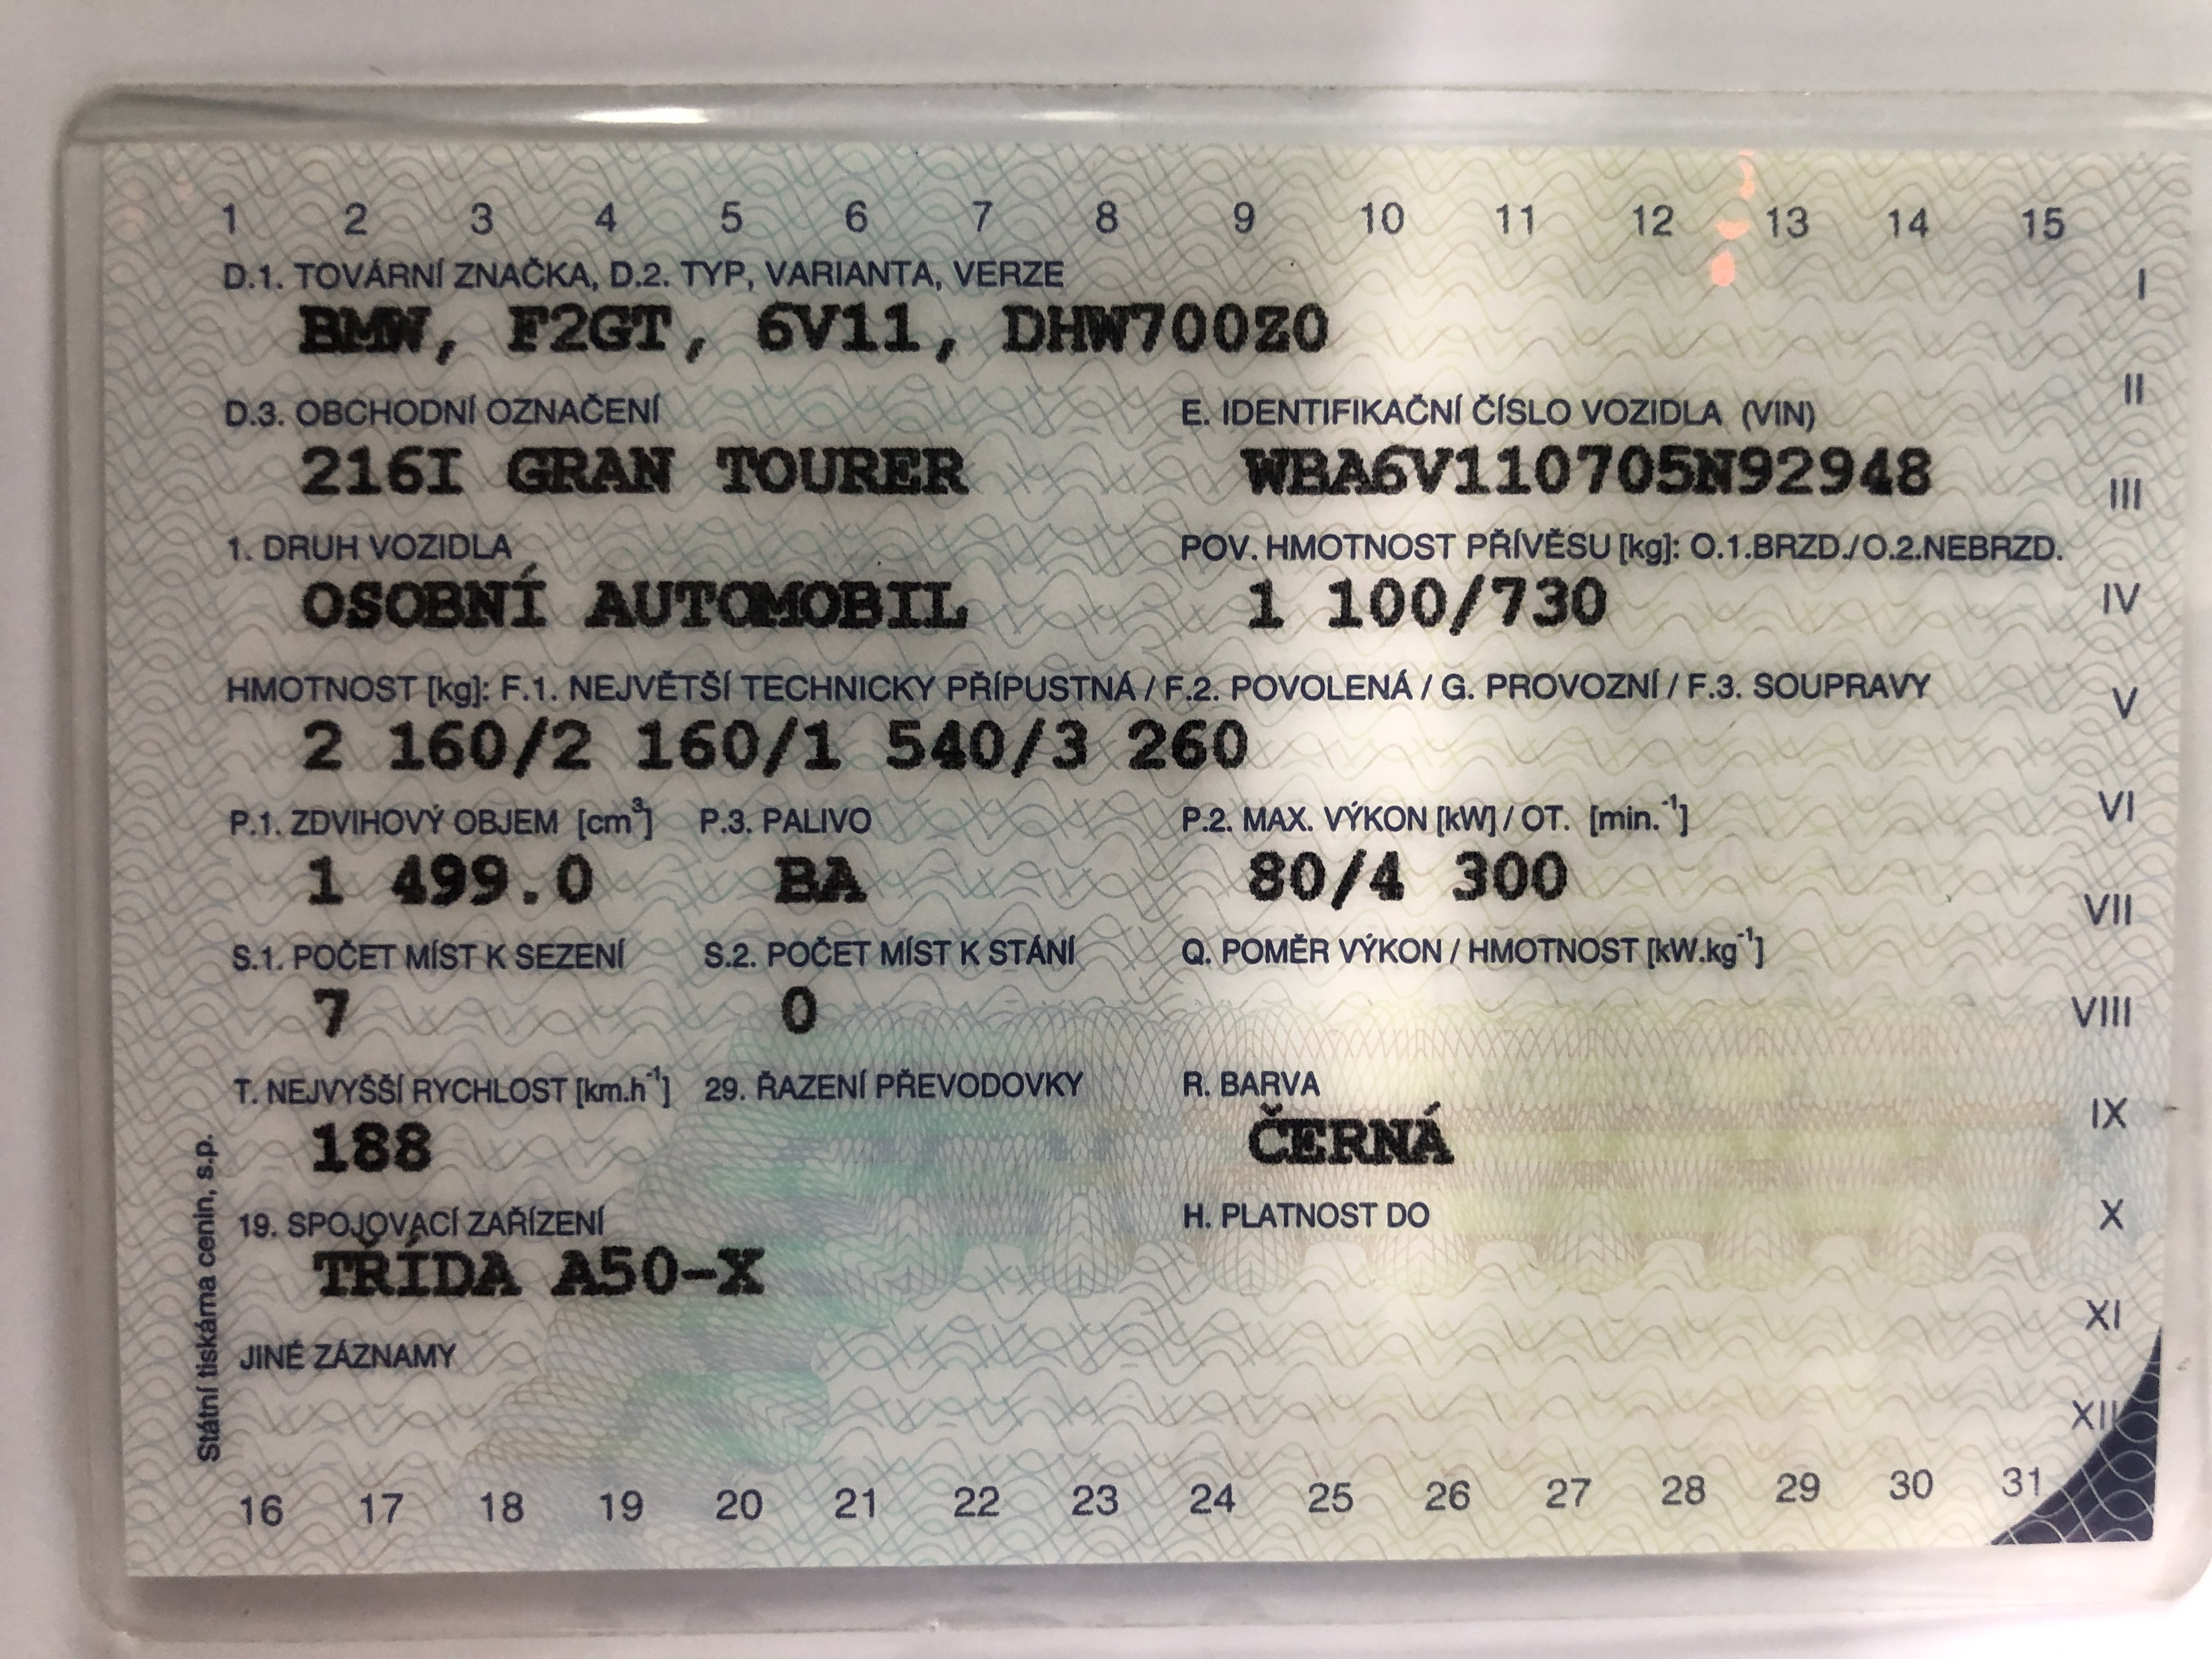 1 2 3 4 5 6 7 8 9 10 11 12 13 14 15
D.1. TOVÁRNÍ ZNAČKA, D.2. TYP, VARIANTA, VERZE
I
BMW, F2GT, 6V11, DHW700Z0
D.3. OBCHODNÍ OZNAČENÍ E. IDENTIFIKAČNÍ ČÍSLO VOZIDLA (VIN)
II
216I GRAN TOURER WBA6V110705N92948
III
1. DRUH VOZIDLA POV. HMOTNOST PŘÍVĚSU [kg]: O.1.BRZD./O.2.NEBRZD.
OSOBNÍ AUTOMOBIL 1 100/730
IV
HMOTNOST [kg]: F.1. NEJVĚTŠÍ TECHNICKY PŘÍPUSTNÁ / F.2. POVOLENÁ / G. PROVOZNÍ / F.3. SOUPRAVY
V
2 160/2 160/1 540/3 260
P.1. ZDVIHOVÝ OBJEM [cm³] P.3. PALIVO P.2. MAX. VÝKON [kW] / OT. [min.⁻¹]
VI
1 499.0 BA 80/4 300
VII
S.1. POČET MÍST K SEZENÍ S.2. POČET MÍST K STÁNÍ Q. POMĚR VÝKON / HMOTNOST [kW.kg⁻¹]
7 0
VIII
T. NEJVYŠŠÍ RYCHLOST [km.h⁻¹] 29. ŘAZENÍ PŘEVODOVKY R. BARVA
IX
188 ČERNÁ
19. SPOJOVACÍ ZAŘÍZENÍ H. PLATNOST DO
X
TŘÍDA A50-X
XI
JINÉ ZÁZNAMY
XII
16 17 18 19 20 21 22 23 24 25 26 27 28 29 30 31
Státní tiskárna cenin, s.p.